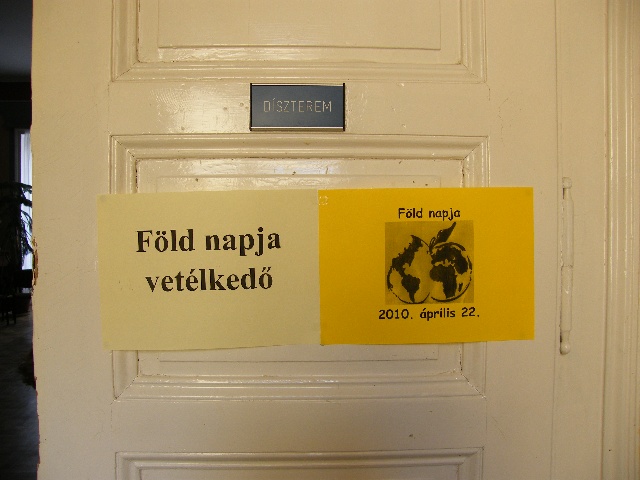 DÍSZTEREM
Föld napja
vetélkedő
Föld napja
2010. április 22.